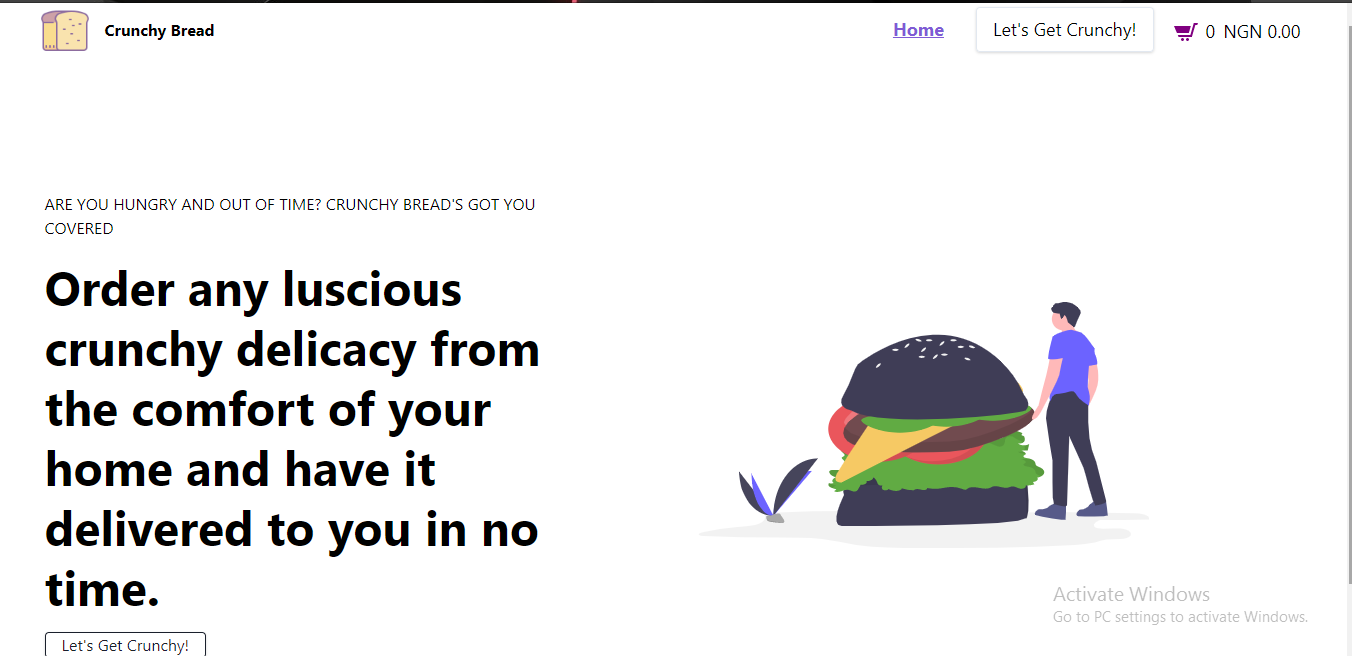 Crunchy Bread
Home
Let's Get Crunchy!
0 NGN 0.00
ARE YOU HUNGRY AND OUT OF TIME? CRUNCHY BREAD'S GOT YOU
COVERED
Order any luscious
crunchy delicacy from
the comfort of your
home and have it
delivered to you in no
time.
Let's Get Crunchy!
Activate Windows
Go to PC settings to activate Windows.